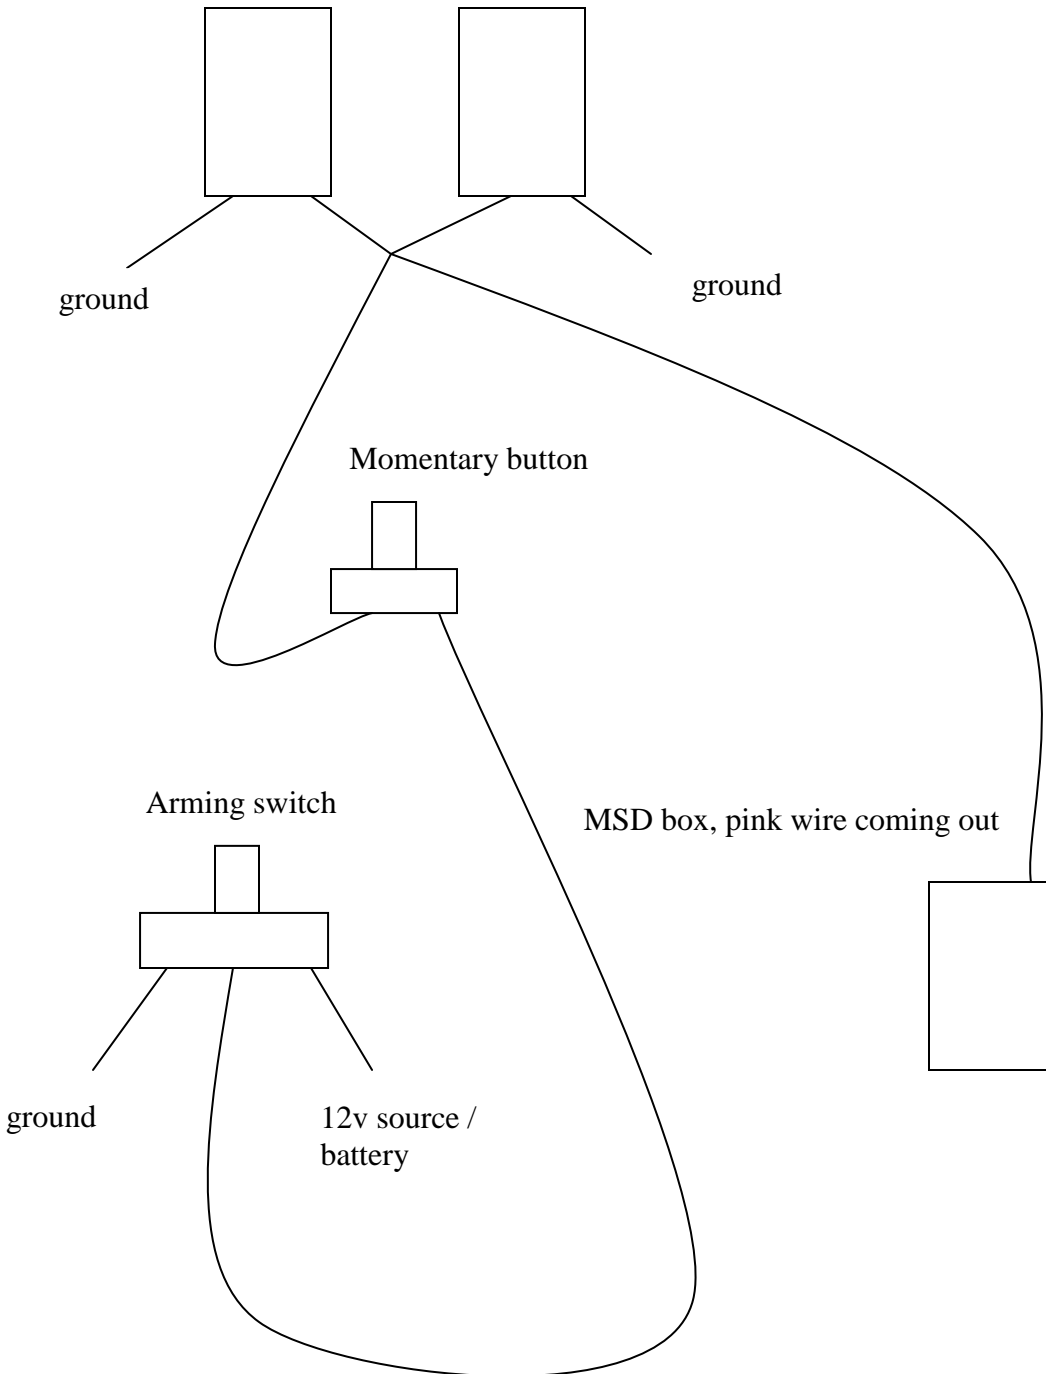 ground
ground
Momentary button
Arming switch
MSD box, pink wire coming out
ground
12v source /
battery